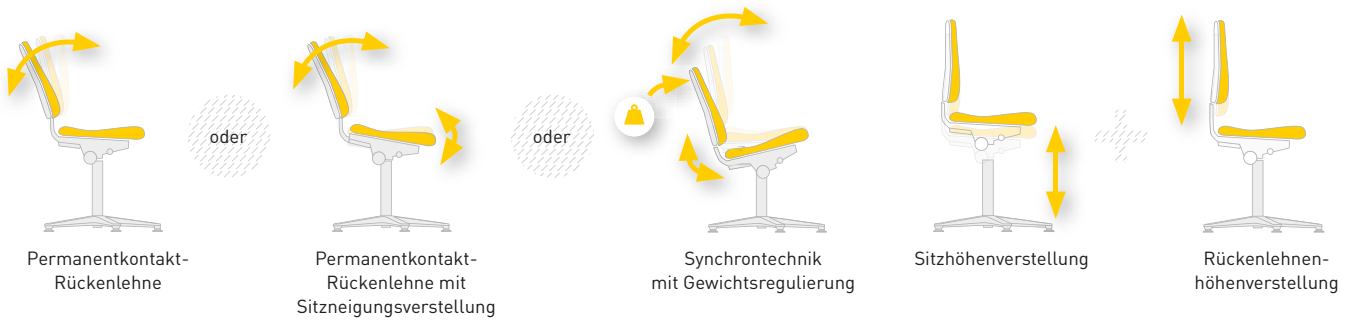 oder
oder
Permanentkontakt-
Rückenlehne
Permanentkontakt-
Rückenlehne mit
Sitzneigungsverstellung
Synchrontechnik
mit Gewichtsregulierung
Sitzhöhenverstellung
Rückenlehnen-
höhenverstellung